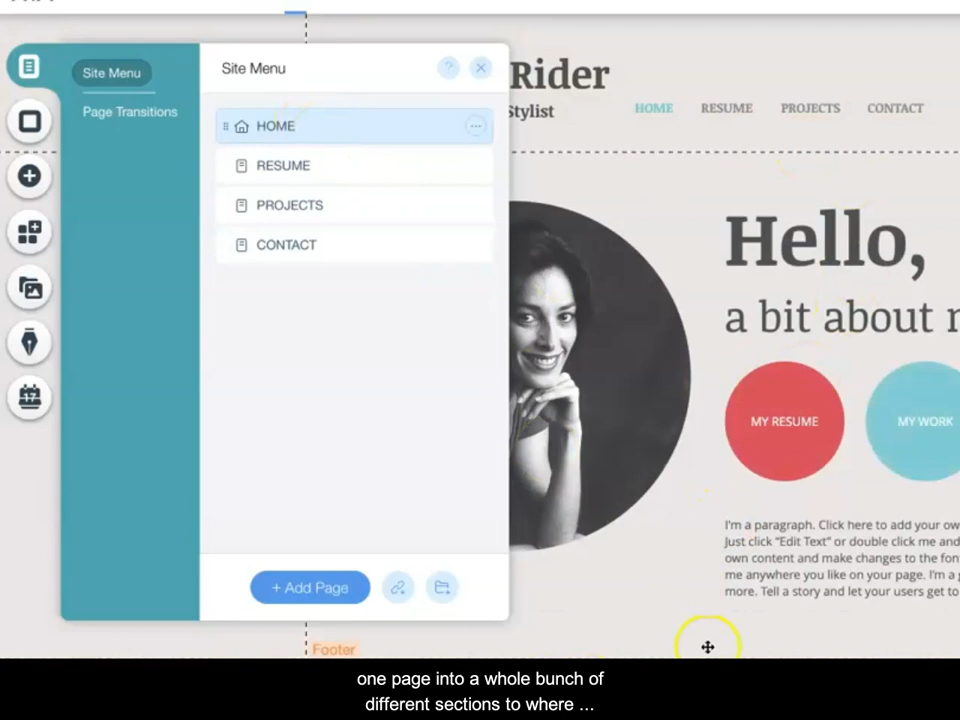 Site Menu
Page Transitions
Site Menu
?
HOME
RESUME
PROJECTS
CONTACT
+ Add Page
Rider
Stylist
HOME RESUME PROJECTS CONTACT
Hello,
a bit about
MY RESUME
MY WORK
I'm a paragraph. Click here to add your
Just click "Edit Text" or double click me and
own content and make changes to the
me anywhere you like on your page. I'm a
more. Tell a story and let your users get to
17
Footer
one page into a whole bunch of
different sections to where ...